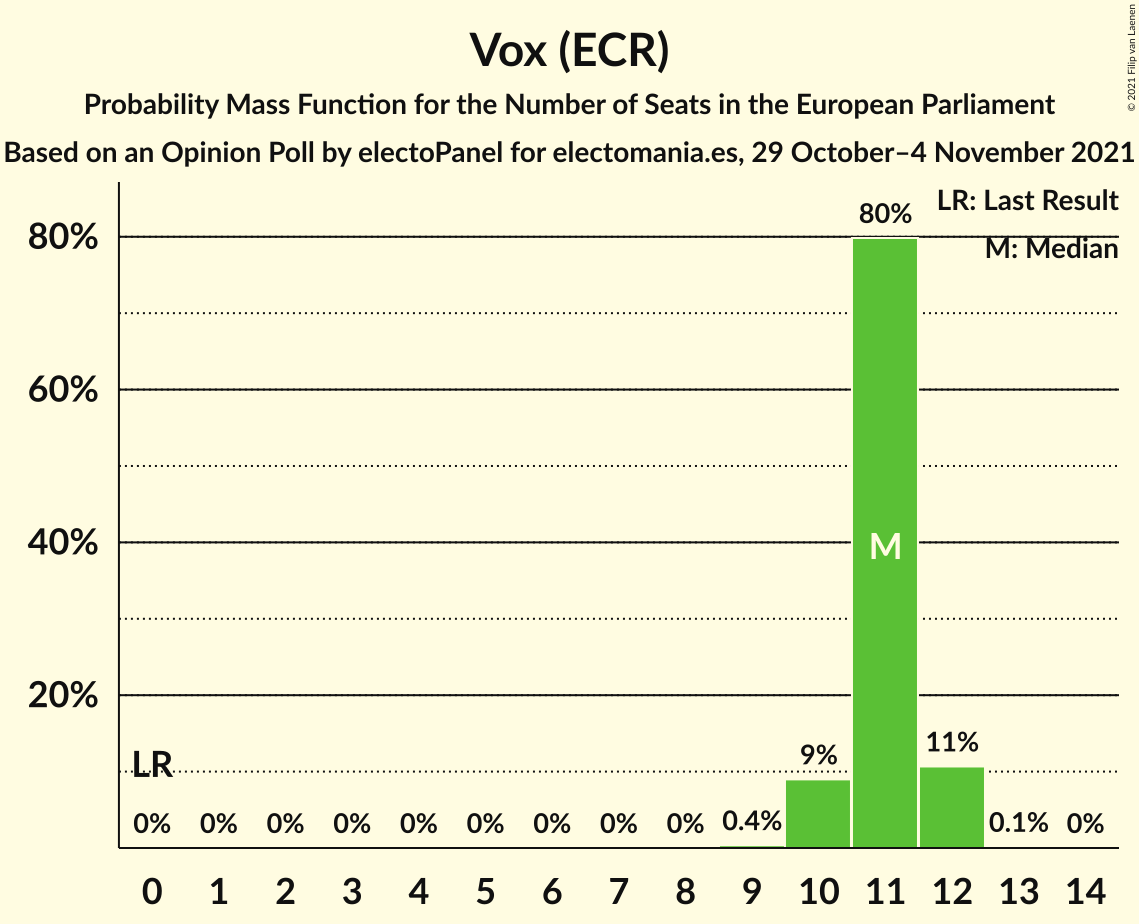 Vox (ECR)
Probability Mass Function for the Number of Seats in the European Parliament
Based on an Opinion Poll by electoPanel for electomania.es, 29 October–4 November 2021
© 2021 Filip van Laenen
LR: Last Result
M: Median
80%
60%
40%
20%
80%
M
LR
9%
11%
0%
0%
0%
0%
0%
0%
0%
0%
0%
0.4%
0.1%
0%
0 1 2 3 4 5 6 7 8 9 10 11 12 13 14